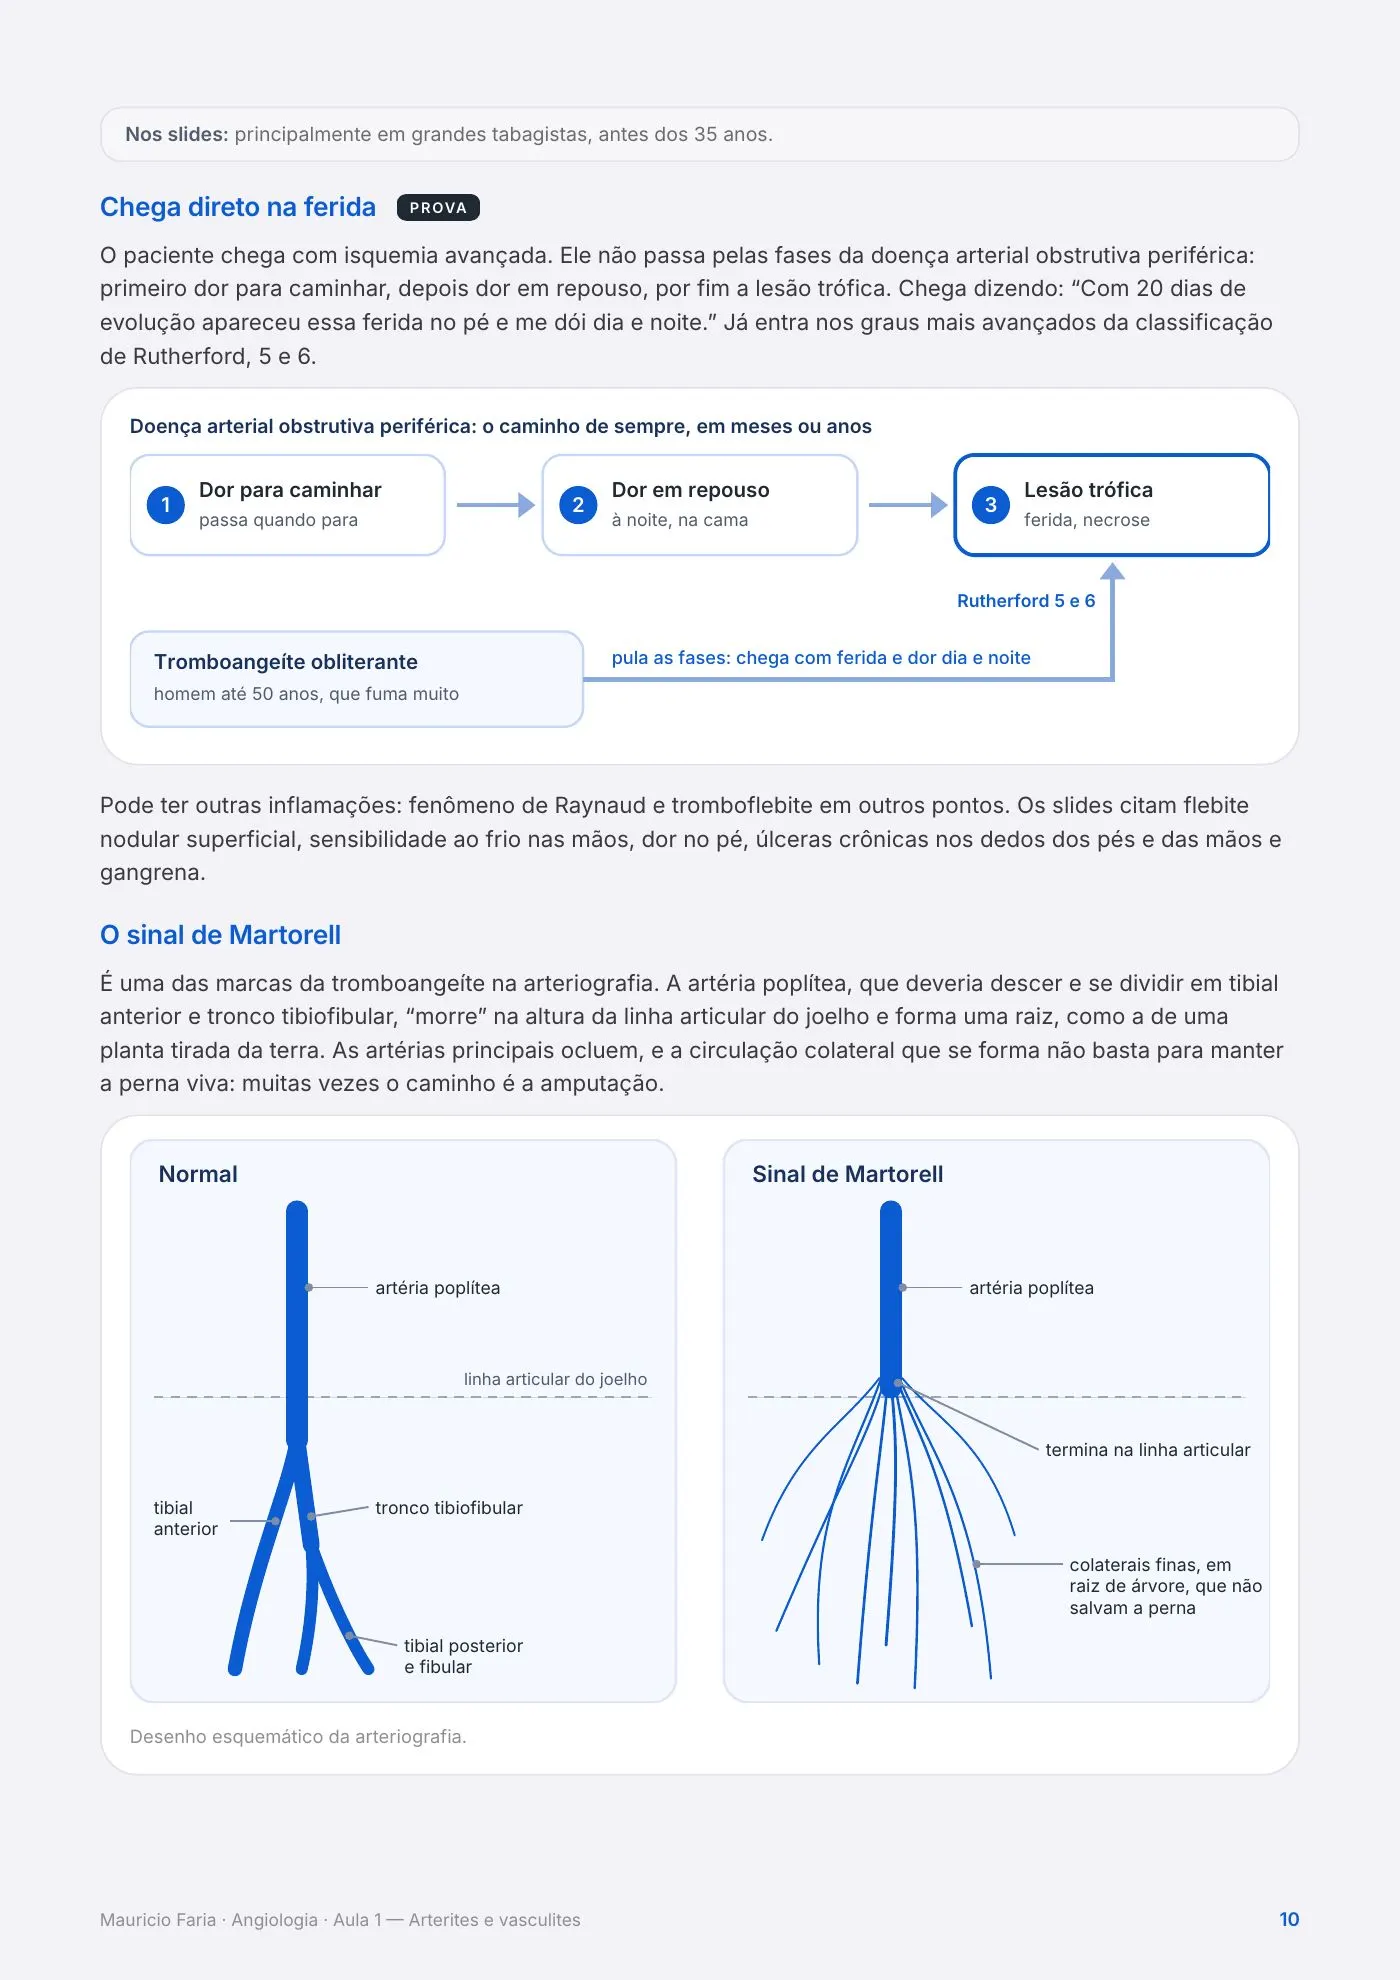 Nos slides: principalmente em grandes tabagistas, antes dos 35 anos.
Chega direto na ferida PROVA
O paciente chega com isquemia avançada. Ele não passa pelas fases da doença arterial obstrutiva periférica:
primeiro dor para caminhar, depois dor em repouso, por fim a lesão trófica. Chega dizendo: “Com 20 dias de
evolução apareceu essa ferida no pé e me dói dia e noite.” Já entra nos graus mais avançados da classificação
de Rutherford, 5 e 6.
Doença arterial obstrutiva periférica: o caminho de sempre, em meses ou anos
1 Dor para caminhar
passa quando para
2 Dor em repouso
à noite, na cama
3 Lesão trófica
ferida, necrose
Rutherford 5 e 6
Tromboangeíte obliterante
homem até 50 anos, que fuma muito
pula as fases: chega com ferida e dor dia e noite
Pode ter outras inflamações: fenômeno de Raynaud e tromboflebite em outros pontos. Os slides citam flebite
nodular superficial, sensibilidade ao frio nas mãos, dor no pé, úlceras crônicas nos dedos dos pés e das mãos e
gangrena.
O sinal de Martorell
É uma das marcas da tromboangeíte na arteriografia. A artéria poplítea, que deveria descer e se dividir em tibial
anterior e tronco tibiofibular, “morre” na altura da linha articular do joelho e forma uma raiz, como a de uma
planta tirada da terra. As artérias principais ocluem, e a circulação colateral que se forma não basta para manter
a perna viva: muitas vezes o caminho é a amputação.
Normal
artéria poplítea
linha articular do joelho
tibial
anterior
tronco tibiofibular
tibial posterior
e fibular
Sinal de Martorell
artéria poplítea
termina na linha articular
colaterais finas, em
raiz de árvore, que não
salvam a perna
Desenho esquemático da arteriografia.
Mauricio Faria · Angiologia · Aula 1 — Arterites e vasculites
10